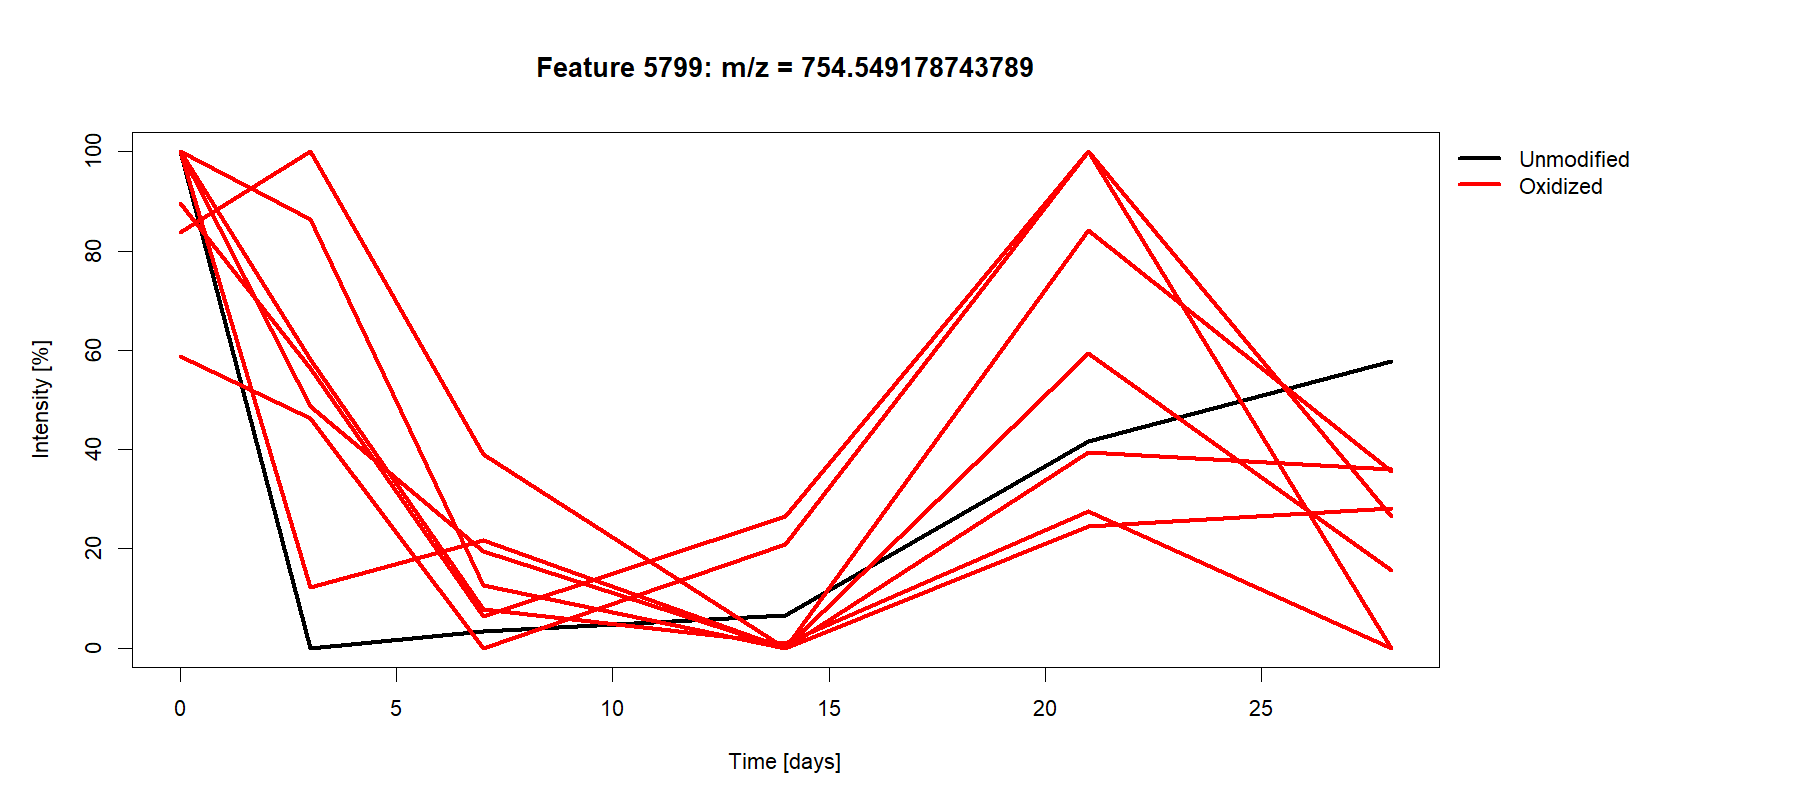 Feature 5799: m/z = 754.549178743789
Unmodified
Oxidized
100
80
60
40
20
0
Intensity [%]
0 5 10 15 20 25
Time [days]